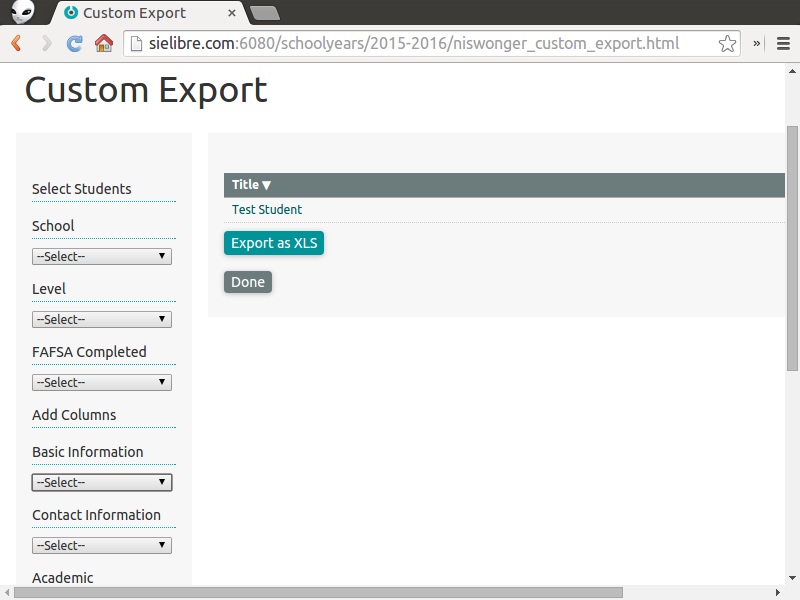 Custom Export
sielibre.com:6080/schoolyears/2015-2016/niswonger_custom_export.html
Custom Export
Select Students
School
--Select--
Level
--Select--
FAFSA Completed
--Select--
Add Columns
Basic Information
--Select--
Contact Information
--Select--
Academic
Title ▼
Test Student
Export as XLS
Done